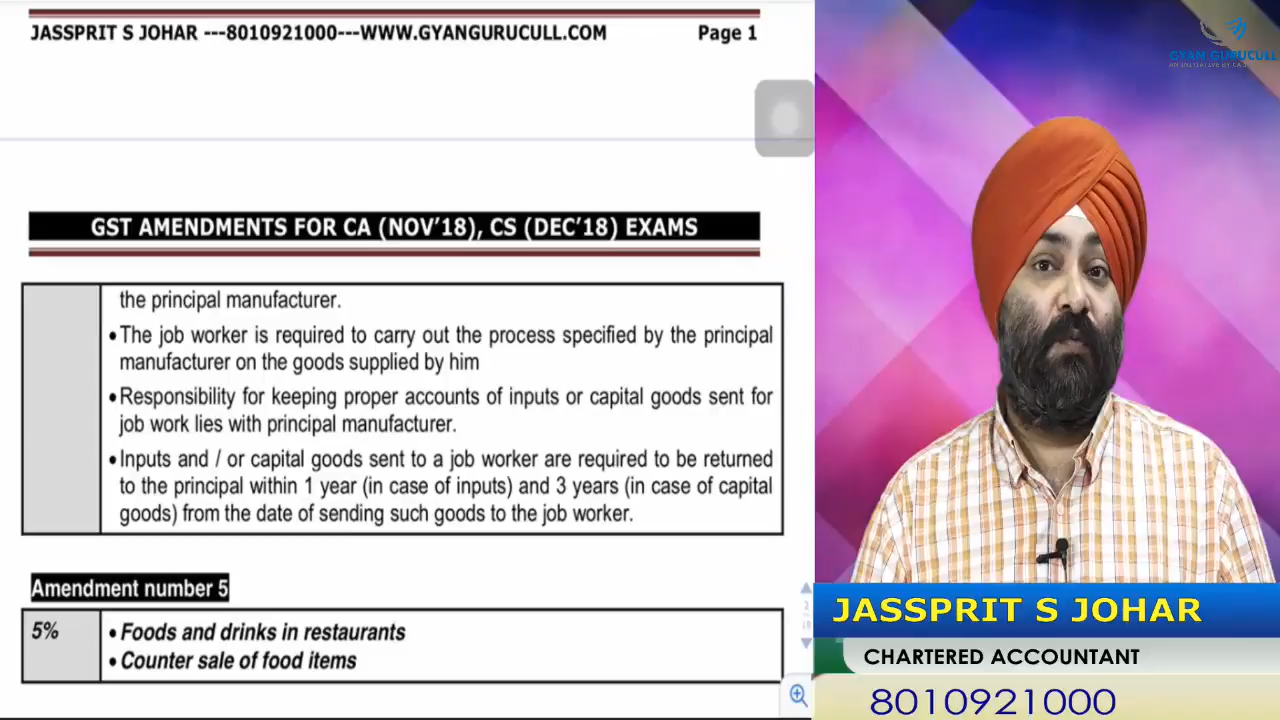 JASSPRIT S JOHAR ---8010921000---WWW.GYANGURUCULL.COM Page 1
GST AMENDMENTS FOR CA (NOV'18), CS (DEC'18) EXAMS
the principal manufacturer.
•The job worker is required to carry out the process specified by the principal
manufacturer on the goods supplied by him
•Responsibility for keeping proper accounts of inputs or capital goods sent for
job work lies with principal manufacturer.
•Inputs and / or capital goods sent to a job worker are required to be returned
to the principal within 1 year (in case of inputs) and 3 years (in case of capital
goods) from the date of sending such goods to the job worker.
Amendment number 5
5% • Foods and drinks in restaurants
• Counter sale of food items
GYAN GURUCULL
AN INITIATIVE BY
JASSPRIT S JOHAR
CHARTERED ACCOUNTANT
8010921000